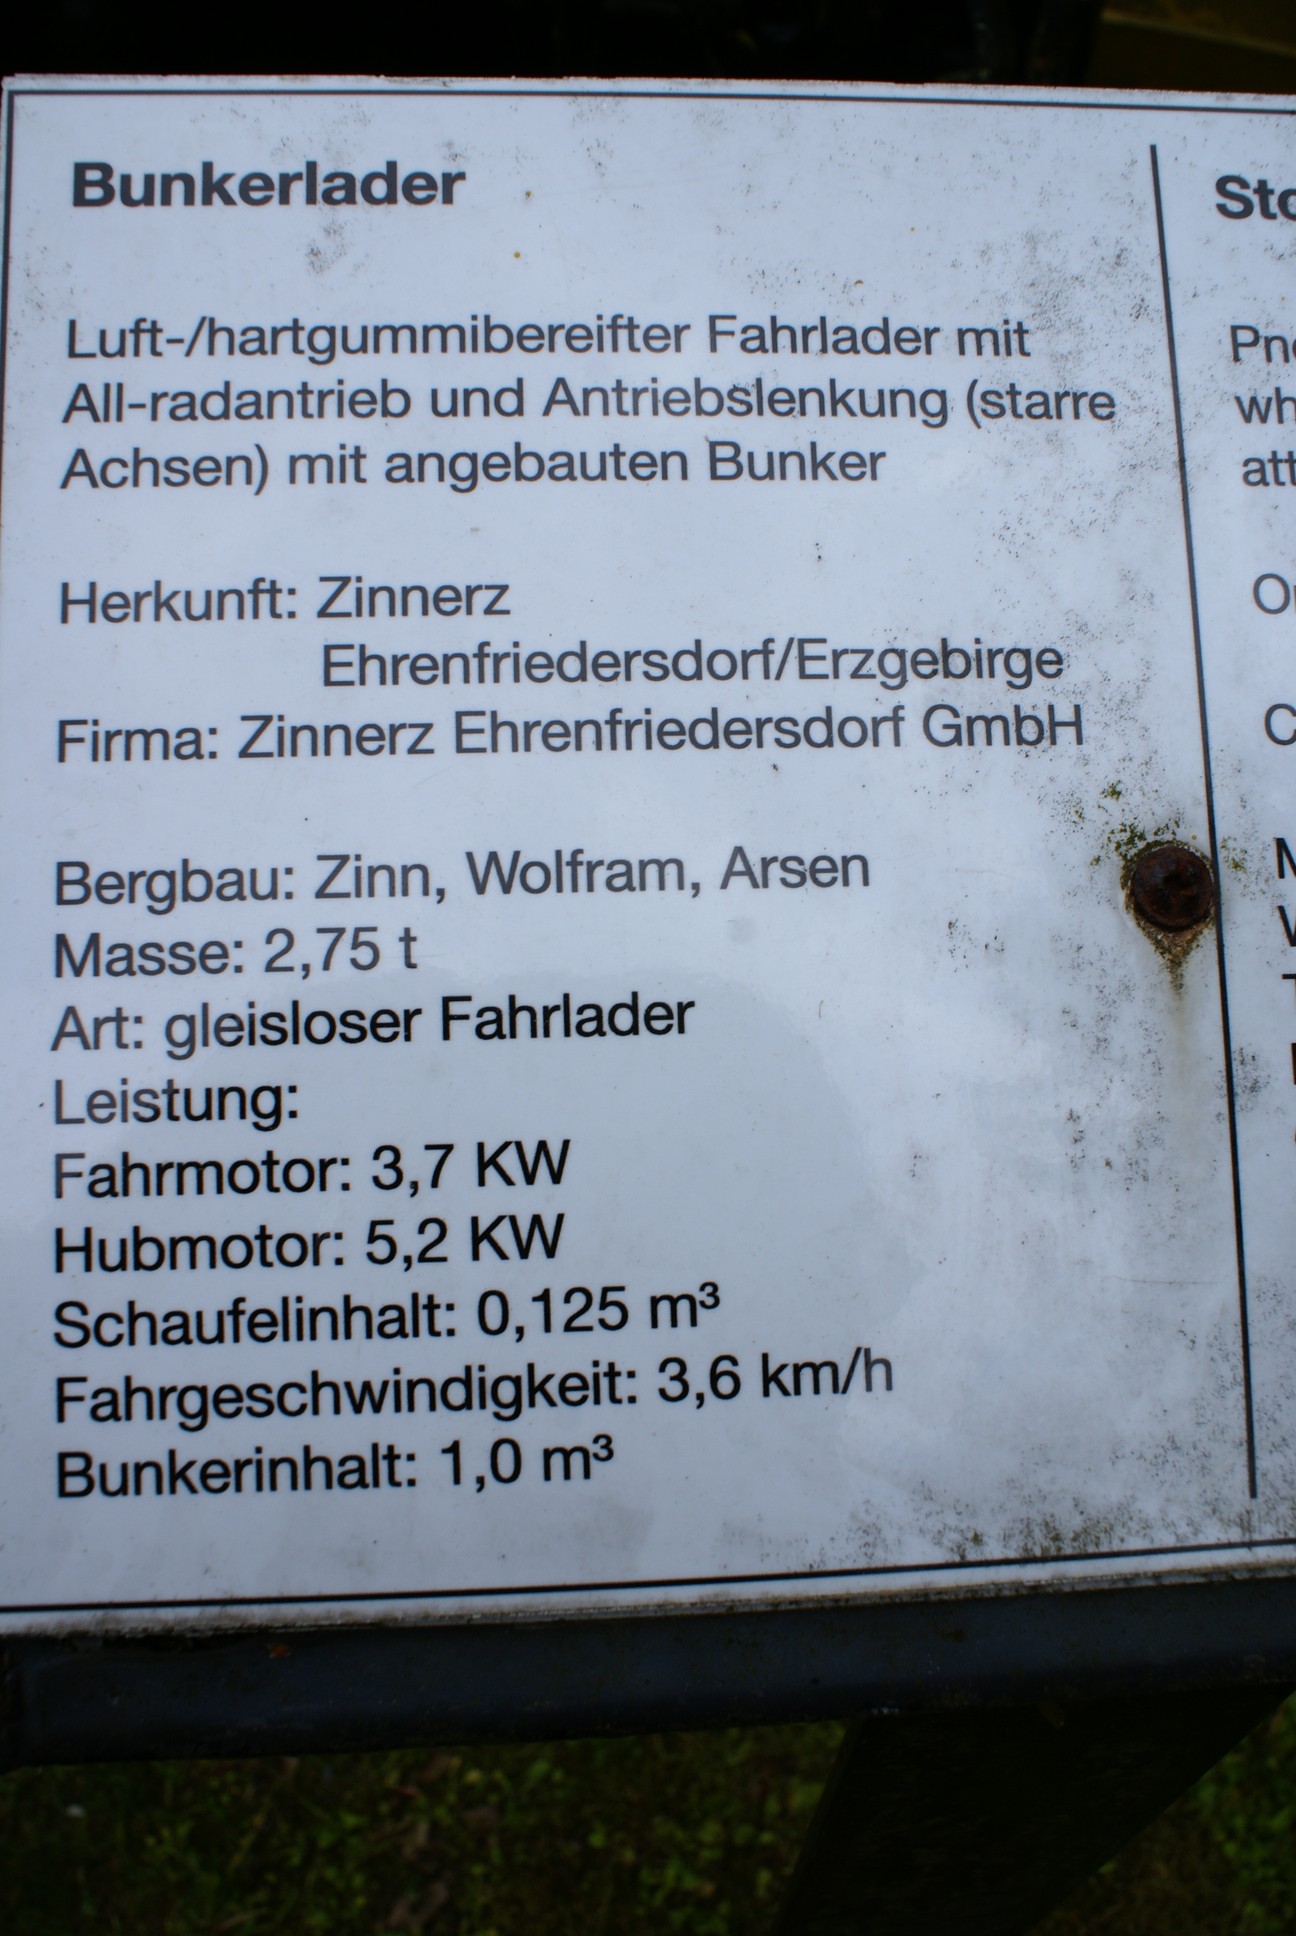 Bunkerlader
Luft-/hartgummibereifter Fahrlader mit
All-radantrieb und Antriebslenkung (starre
Achsen) mit angebauten Bunker
Herkunft: Zinnerz
Ehrenfriedersdorf/Erzgebirge
Firma: Zinnerz Ehrenfriedersdorf GmbH
Bergbau: Zinn, Wolfram, Arsen
Masse: 2,75 t
Art: gleisloser Fahrlader
Leistung:
Fahrmotor: 3,7 KW
Hubmotor: 5,2 KW
Schaufelinhalt: 0,125 m³
Fahrgeschwindigkeit: 3,6 km/h
Bunkerinhalt: 1,0 m³